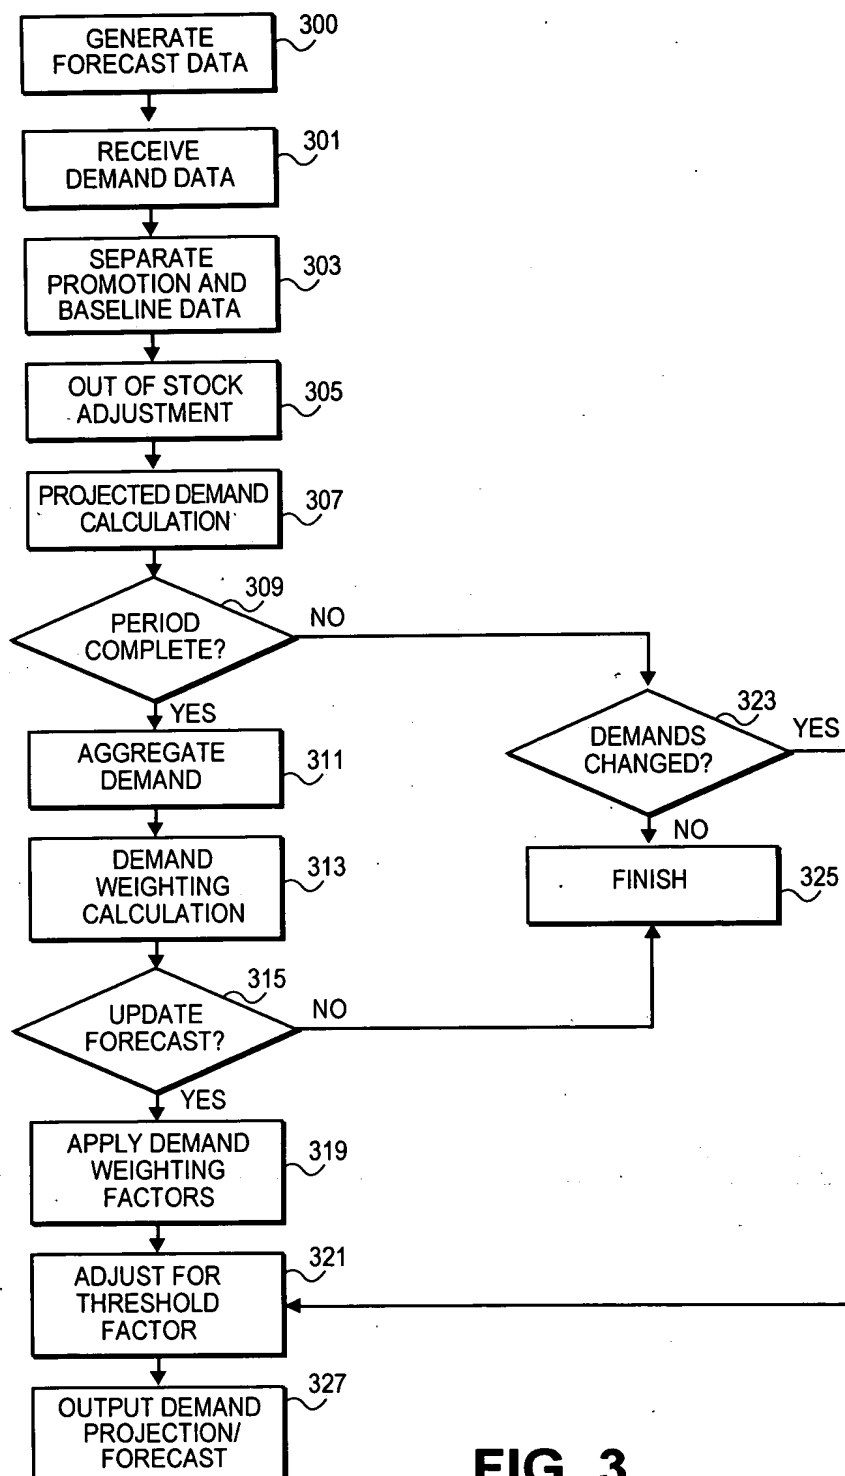 GENERATE
FORECAST DATA
300
RECEIVE
DEMAND DATA
301
SEPARATE
PROMOTION AND
BASELINE DATA
303
OUT OF STOCK
ADJUSTMENT
305
PROJECTED DEMAND
CALCULATION
307
PERIOD
COMPLETE?
309
NO
YES
DEMANDS
CHANGED?
323
YES
NO
AGGREGATE
DEMAND
311
FINISH
325
DEMAND
WEIGHTING
CALCULATION
313
UPDATE
FORECAST?
315
NO
YES
APPLY DEMAND
WEIGHTING
FACTORS
319
ADJUST FOR
THRESHOLD
FACTOR
321
OUTPUT DEMAND
PROJECTION/
FORECAST
327
FIG. 3